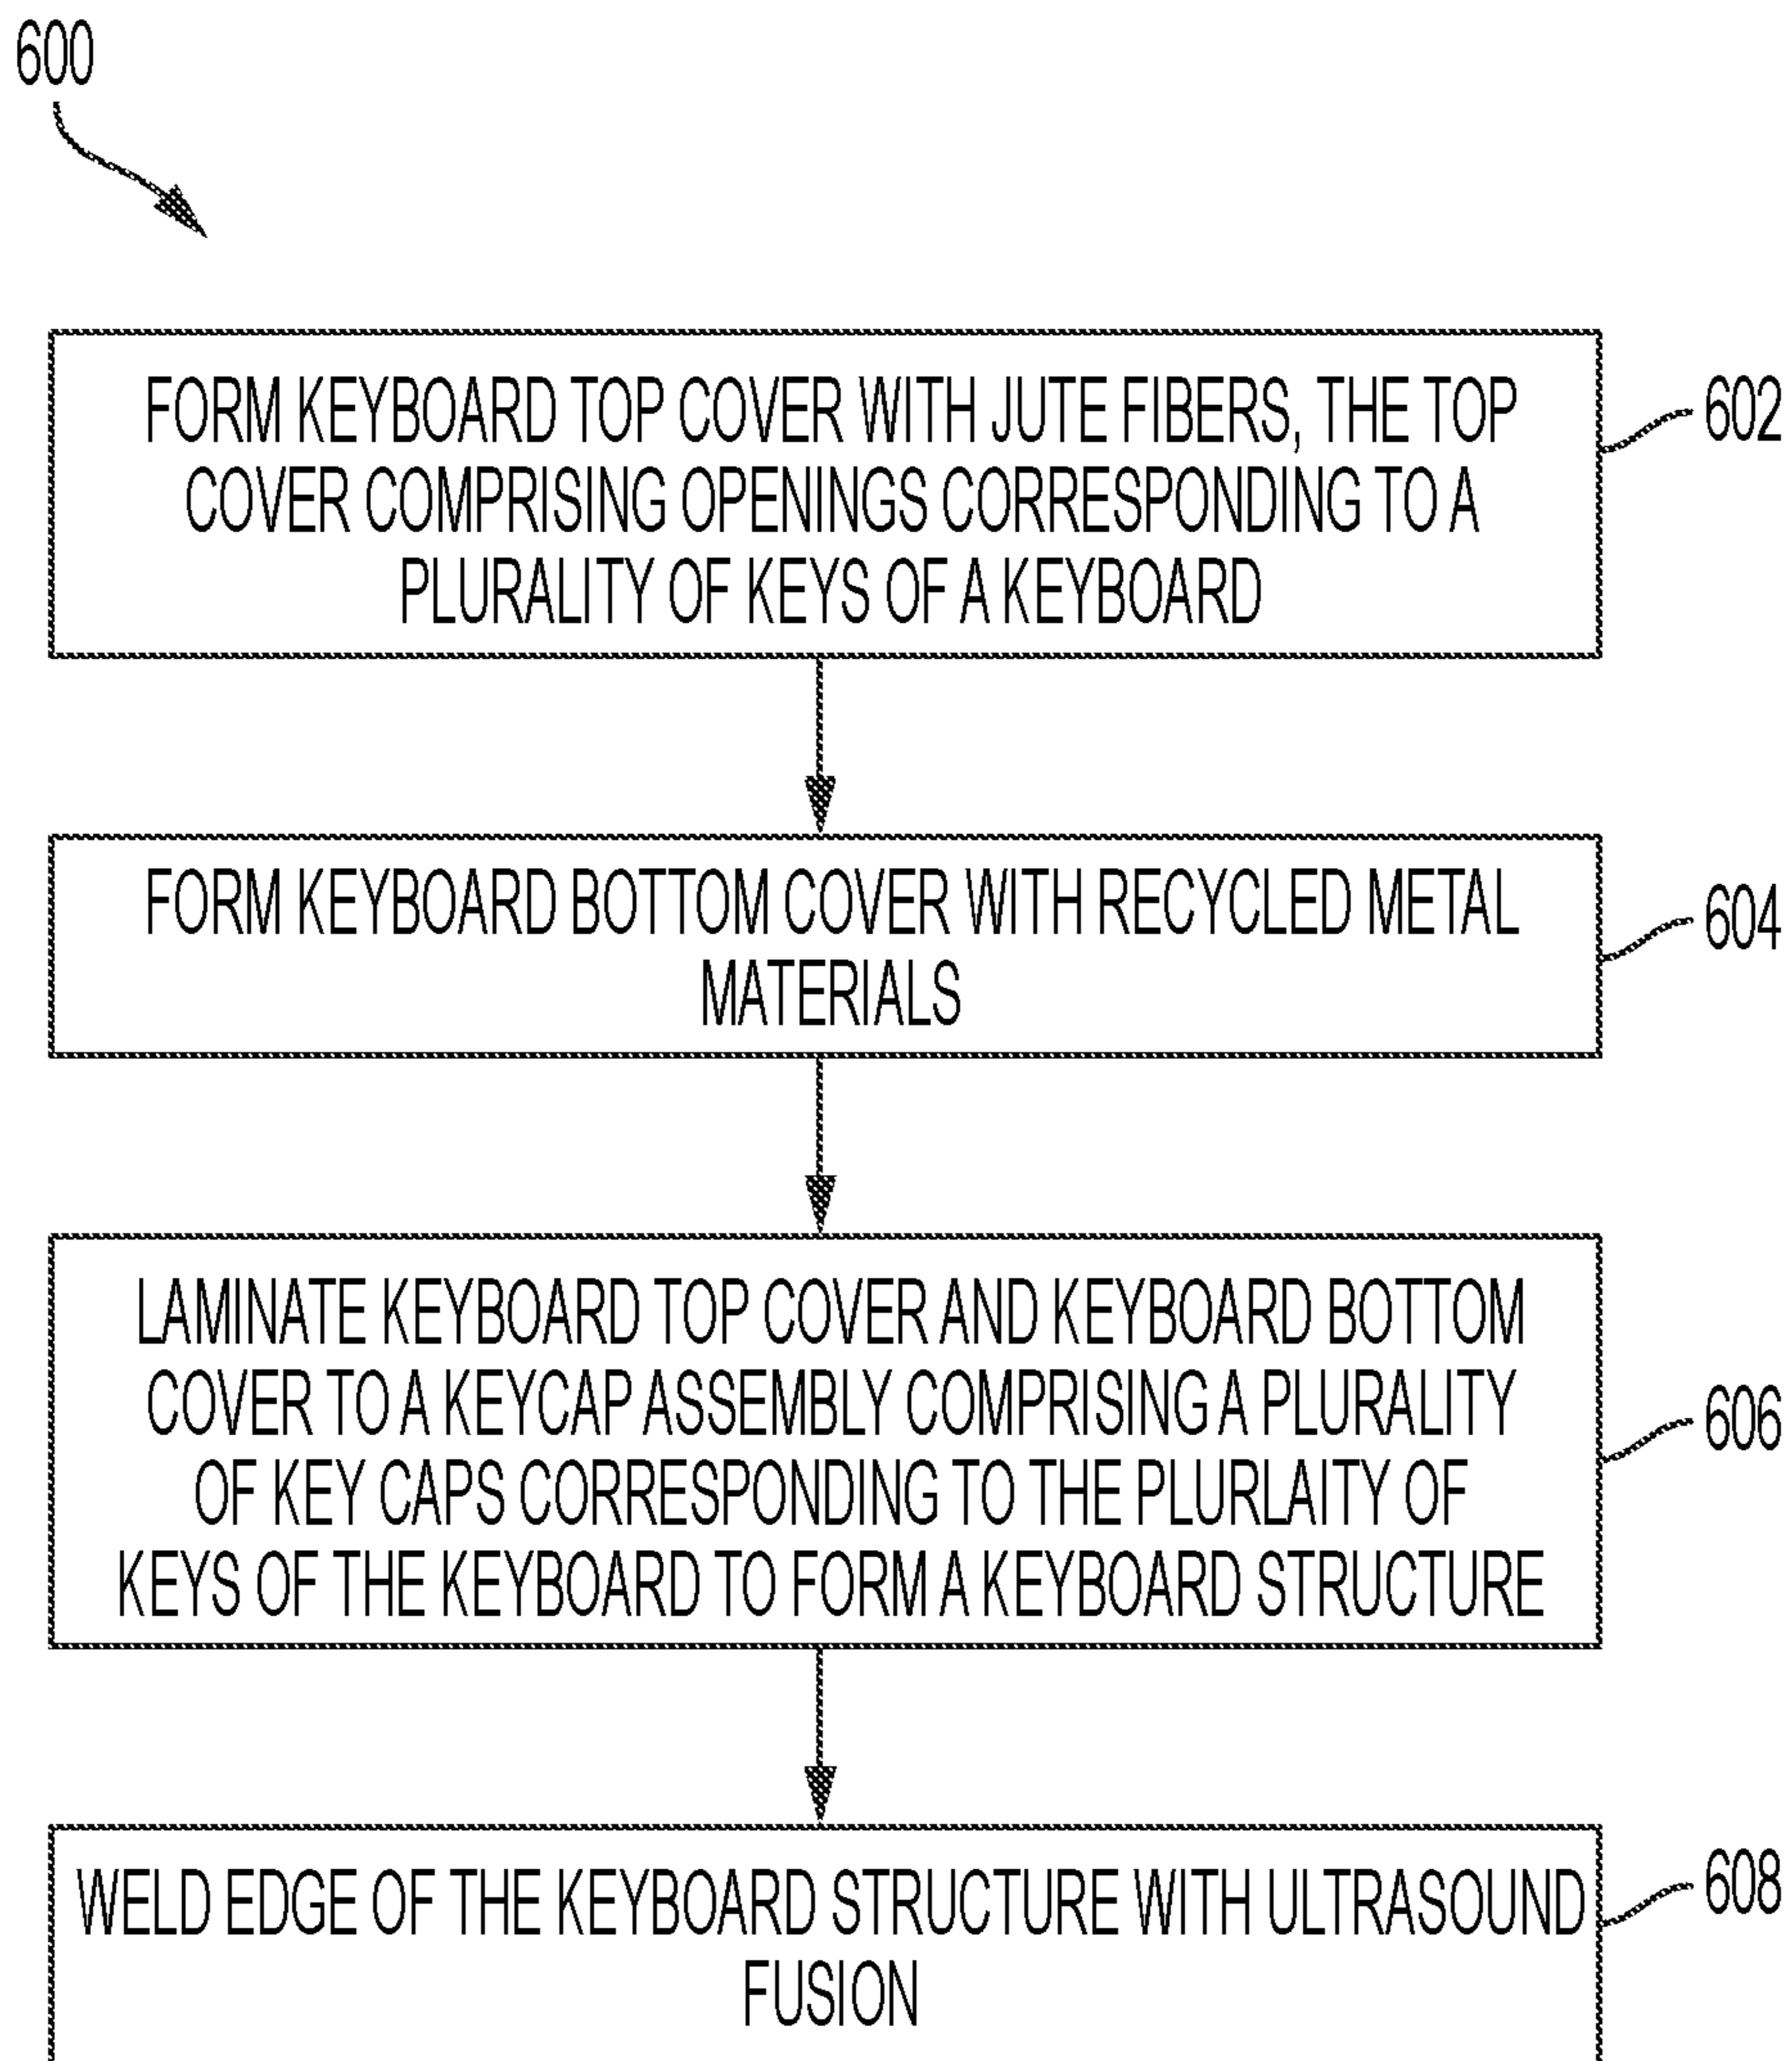 600
FORM KEYBOARD TOP COVER WITH JUTE FIBERS, THE TOP
COVER COMPRISING OPENINGS CORRESPONDING TO A
PLURALITY OF KEYS OF A KEYBOARD
602
FORM KEYBOARD BOTTOM COVER WITH RECYCLED METAL
MATERIALS
604
LAMINATE KEYBOARD TOP COVER AND KEYBOARD BOTTOM
COVER TO A KEYCAP ASSEMBLY COMPRISING A PLURALITY
OF KEY CAPS CORRESPONDING TO THE PLURLAITY OF
KEYS OF THE KEYBOARD TO FORM A KEYBOARD STRUCTURE
606
WELD EDGE OF THE KEYBOARD STRUCTURE WITH ULTRASOUND
FUSION
608